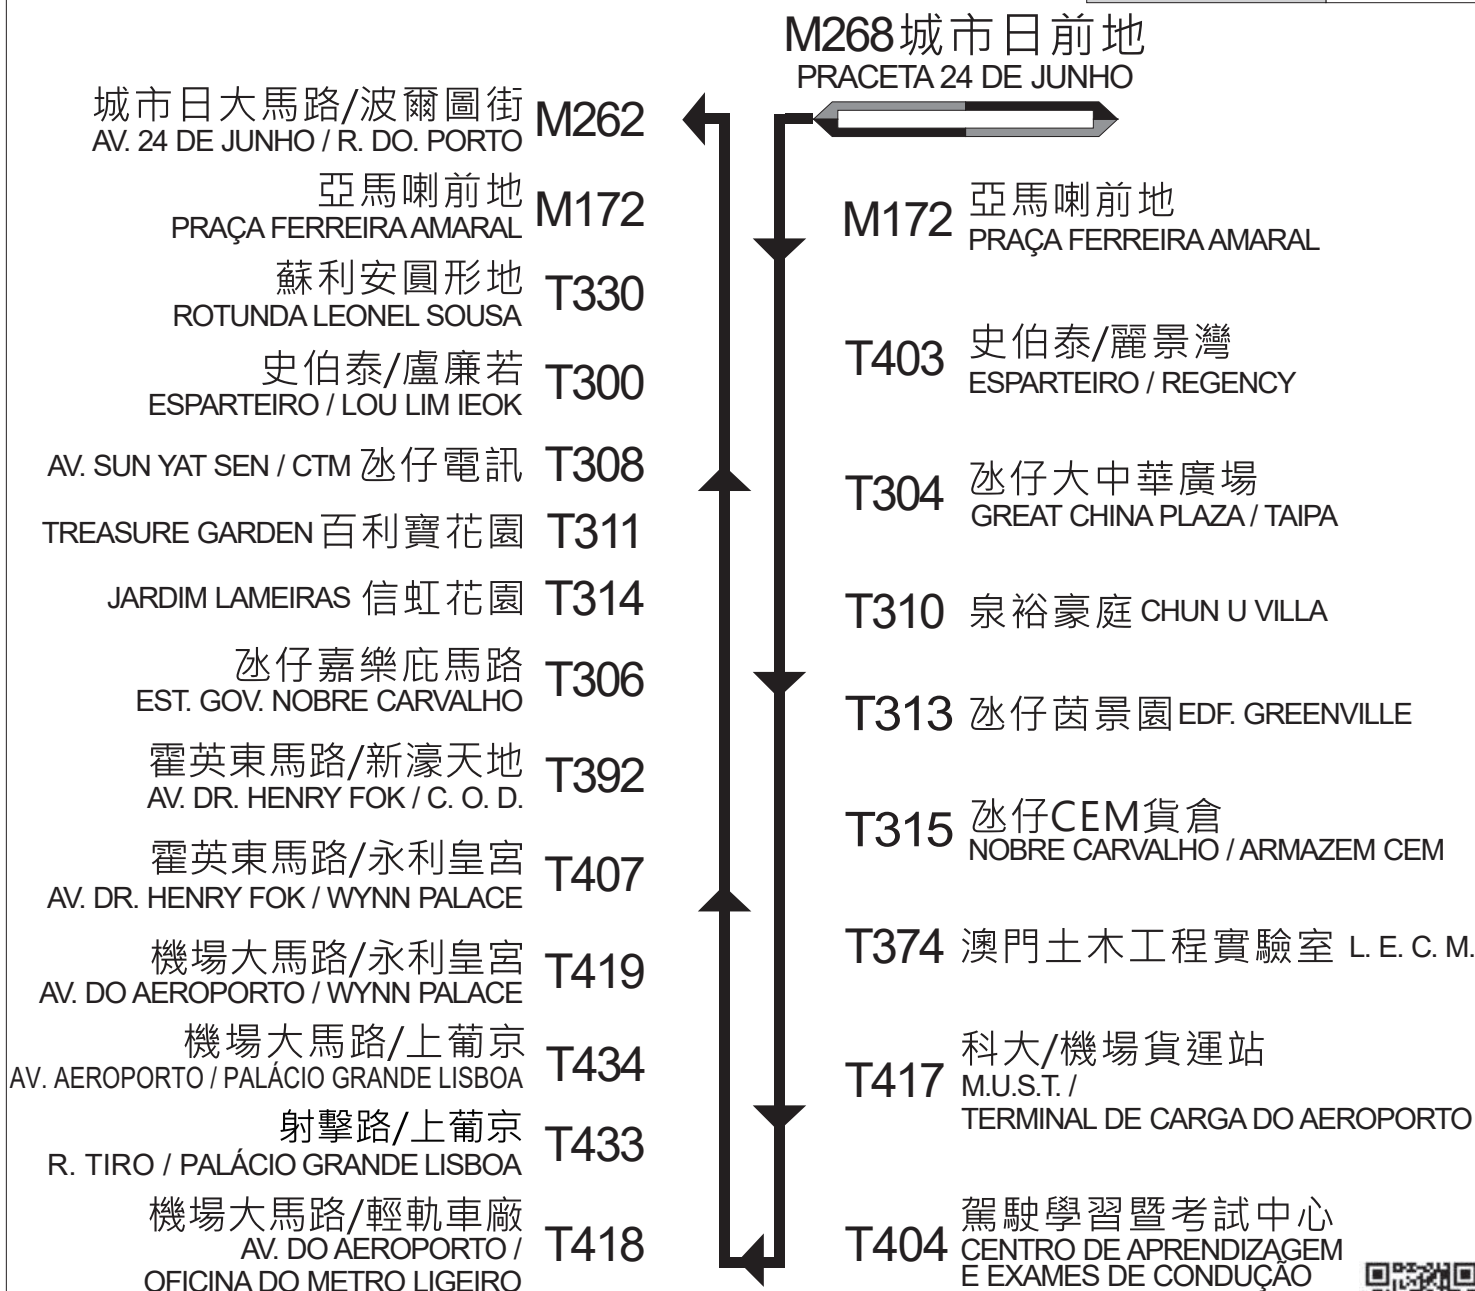 M268 城市日前地
PRACETA 24 DE JUNHO
城市日大馬路/波爾圖街
AV. 24 DE JUNHO / R. DO. PORTO
M262
亞馬喇前地
PRAÇA FERREIRA AMARAL
M172
蘇利安圓形地
ROTUNDA LEONEL SOUSA
T330
史伯泰/盧廉若
ESPARTEIRO / LOU LIM IEOK
T300
AV. SUN YAT SEN / CTM 氹仔電訊 T308
TREASURE GARDEN 百利寶花園 T311
JARDIM LAMEIRAS 信虹花園 T314
氹仔嘉樂庇馬路
EST. GOV. NOBRE CARVALHO
T306
霍英東馬路/新濠天地
AV. DR. HENRY FOK / C. O. D.
T392
霍英東馬路/永利皇宮
AV. DR. HENRY FOK / WYNN PALACE
T407
機場大馬路/永利皇宮
AV. DO AEROPORTO / WYNN PALACE
T419
機場大馬路/上葡京
AV. AEROPORTO / PALÁCIO GRANDE LISBOA
T434
射擊路/上葡京
R. TIRO / PALÁCIO GRANDE LISBOA
T433
機場大馬路/輕軌車廠
AV. DO AEROPORTO /
OFICINA DO METRO LIGEIRO
T418
M172
亞馬喇前地
PRAÇA FERREIRA AMARAL
T403
史伯泰/麗景灣
ESPARTEIRO / REGENCY
T304
氹仔大中華廣場
GREAT CHINA PLAZA / TAIPA
T310 泉裕豪庭 CHUN U VILLA
T313 氹仔茵景園 EDF. GREENVILLE
T315
氹仔CEM貨倉
NOBRE CARVALHO / ARMAZEM CEM
T374 澳門土木工程實驗室 L. E. C. M.
T417
科大/機場貨運站
M.U.S.T. /
TERMINAL DE CARGA DO AEROPORTO
T404
駕駛學習暨考試中心
CENTRO DE APRENDIZAGEM
E EXAMES DE CONDUÇÃO